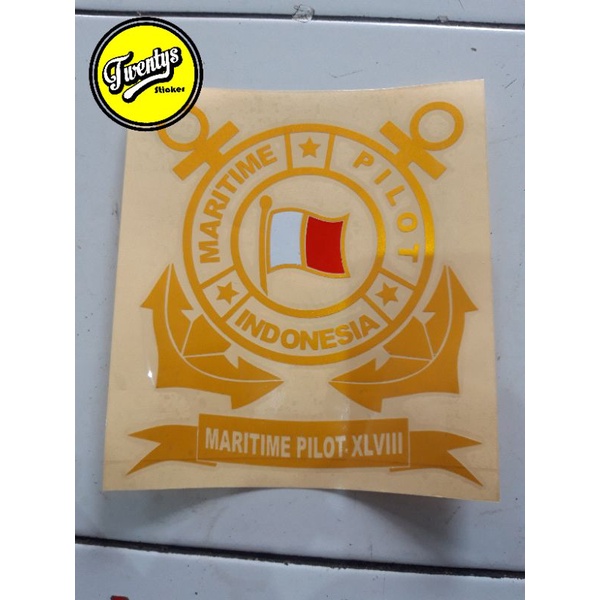 Twentys
Sticker
MARITIME PILOT
INDONESIA
MARITIME PILOT XLVIII